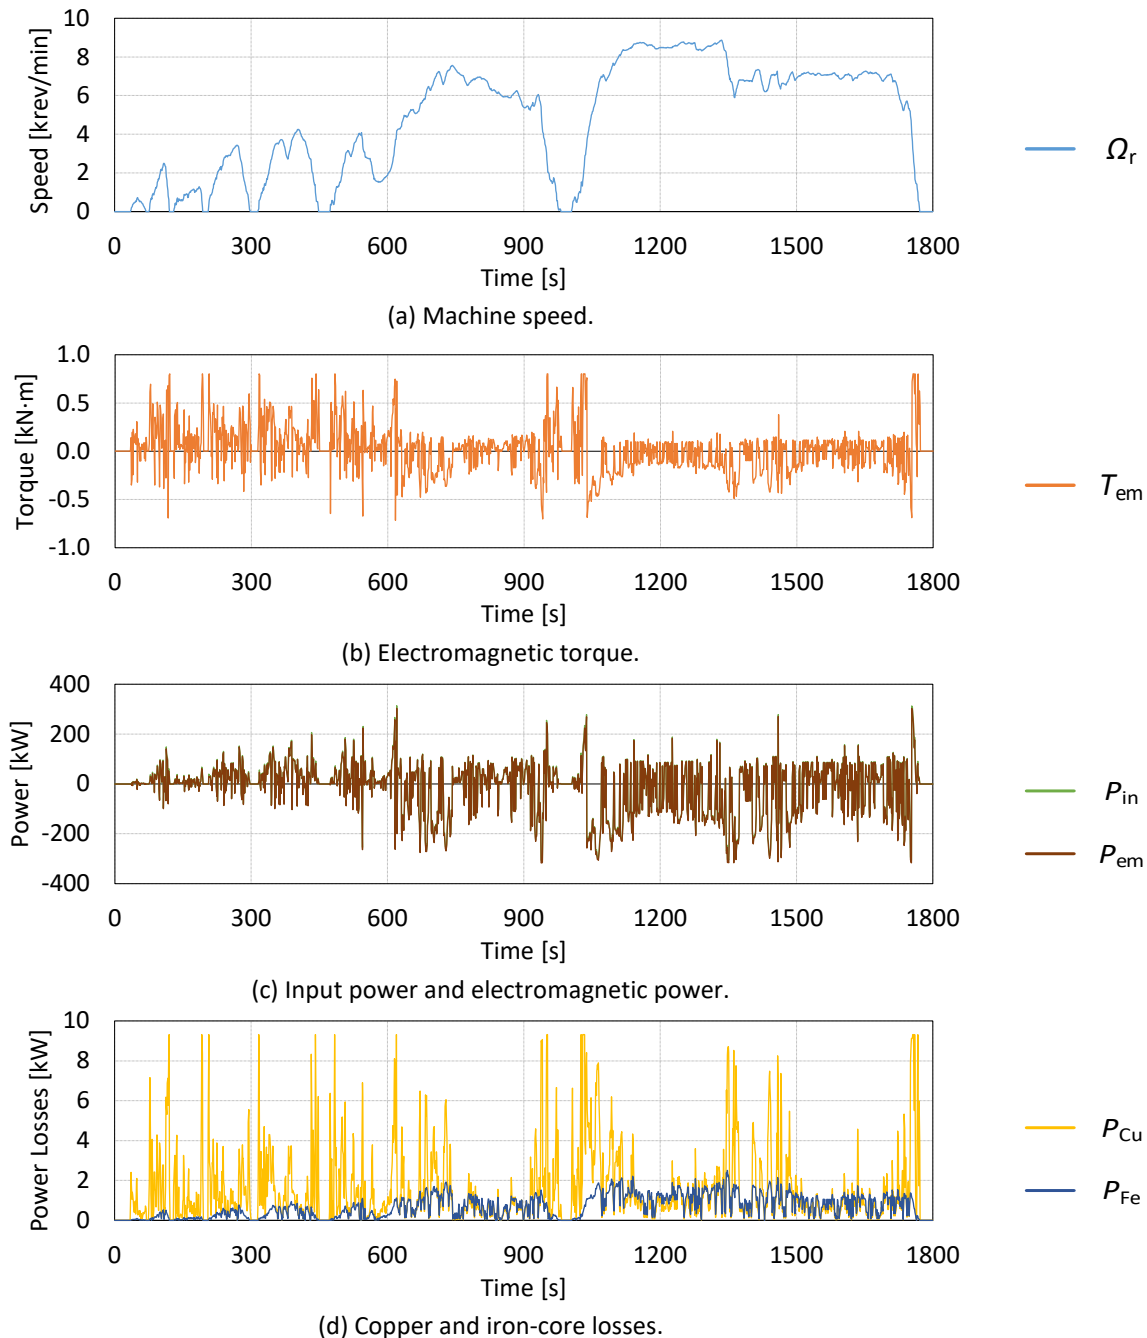 Speed [krev/min]
10
8
6
4
2
0
0 300 600 900 1200 1500 1800
Time [s]
Ωr
(a) Machine speed.
Torque [kN·m]
1.0
0.5
0.0
-0.5
-1.0
0 300 600 900 1200 1500 1800
Time [s]
Tem
(b) Electromagnetic torque.
Power [kW]
400
200
0
-200
-400
0 300 600 900 1200 1500 1800
Time [s]
Pin
Pem
(c) Input power and electromagnetic power.
Power Losses [kW]
10
8
6
4
2
0
0 300 600 900 1200 1500 1800
Time [s]
PCu
PFe
(d) Copper and iron-core losses.